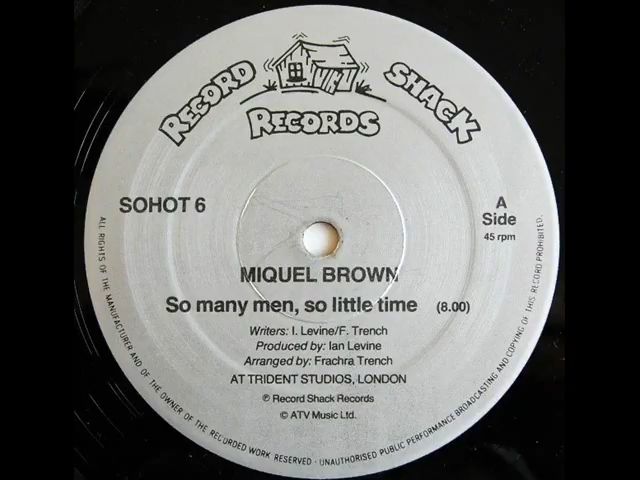 RECORD SHACK
RECORDS
SOHOT 6
A
Side
45 rpm
MIQUEL BROWN
So many men, so little time (8.00)
Writers: I. Levine/F. Trench
Produced by: Ian Levine
Arranged by: Frachra Trench
AT TRIDENT STUDIOS, LONDON
℗ Record Shack Records
© ATV Music Ltd.
ALL RIGHTS OF THE MANUFACTURER AND OF THE OWNER OF THE RECORDED WORK RESERVED · UNAUTHORISED PUBLIC PERFORMANCE BROADCASTING AND COPYING OF THIS RECORD PROHIBITED.